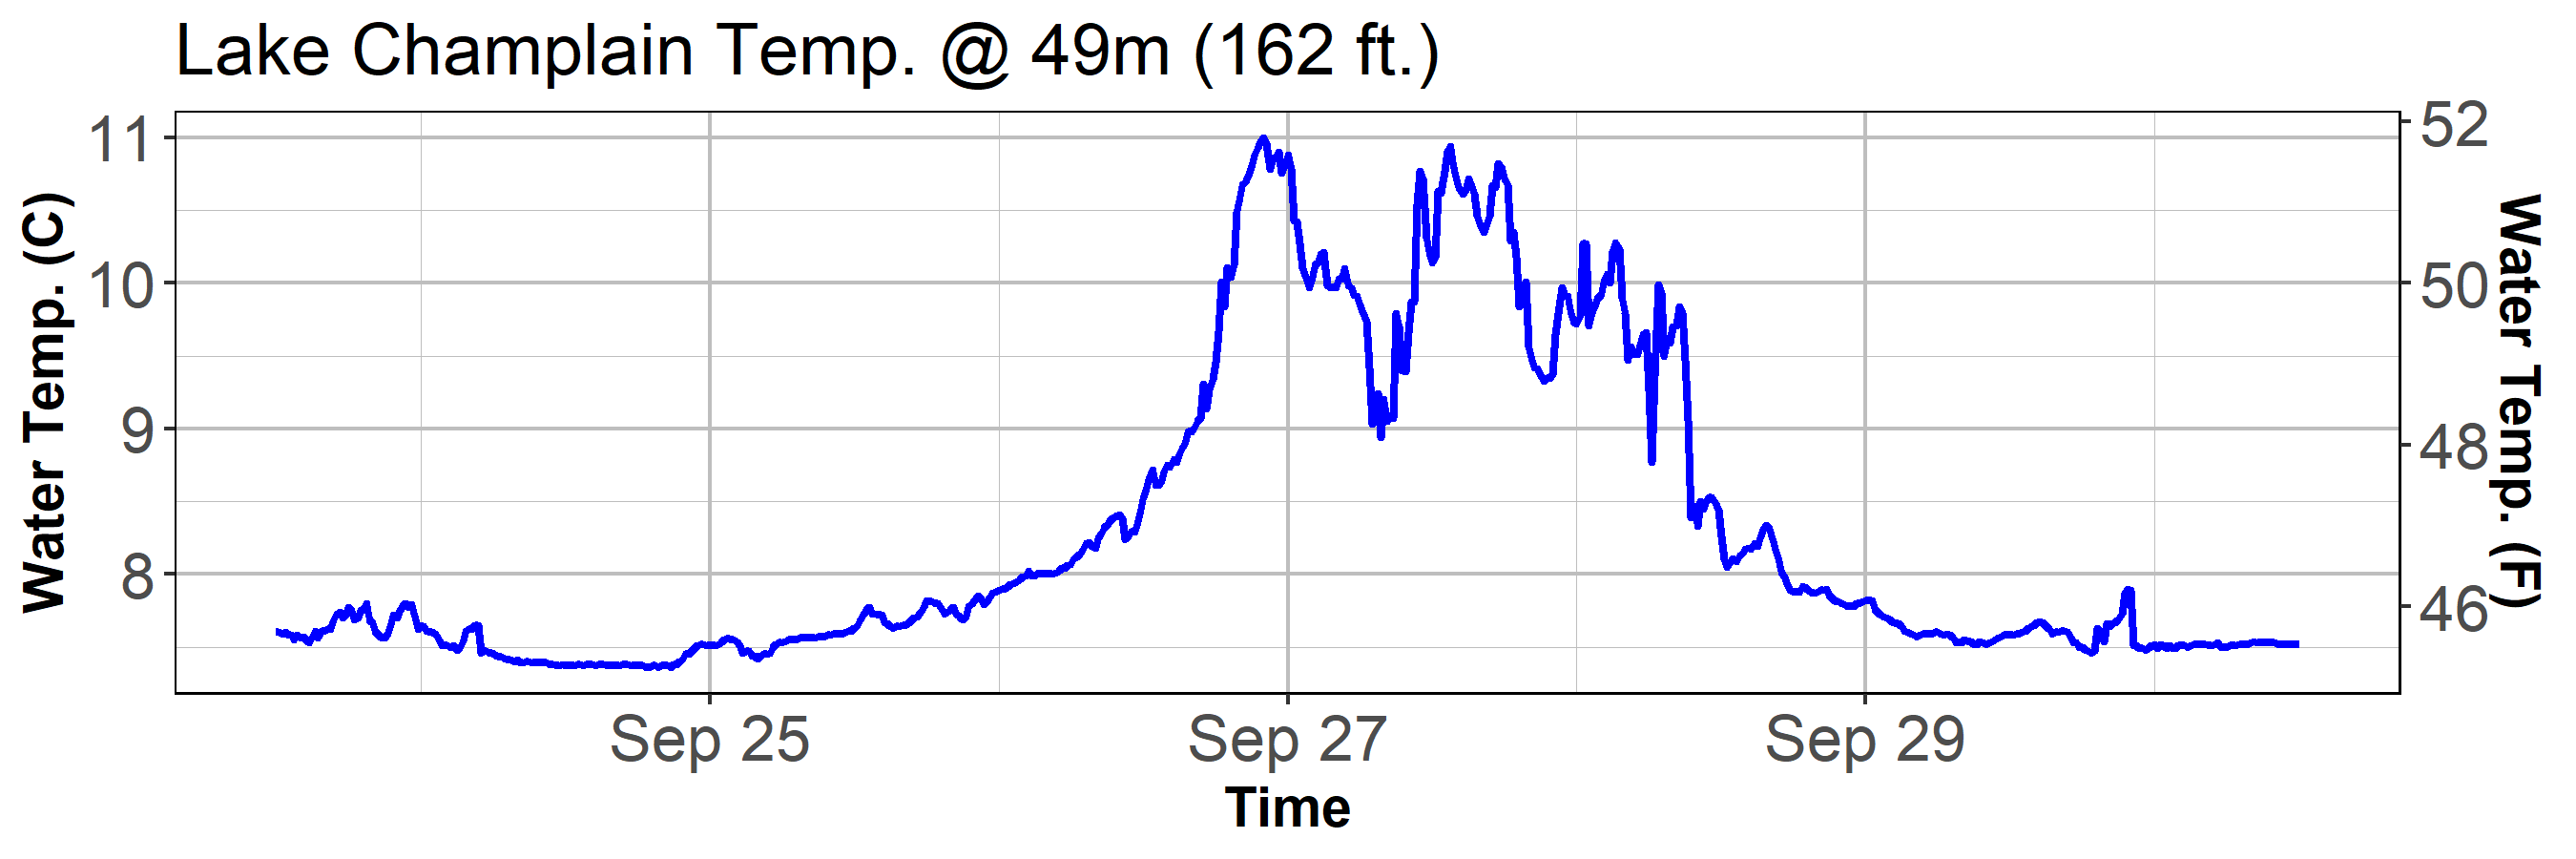 Lake Champlain Temp. @ 49m (162 ft.)
11
10
9
8
Water Temp. (C)
52
50
48
46
Water Temp. (F)
Sep 25
Sep 27
Sep 29
Time